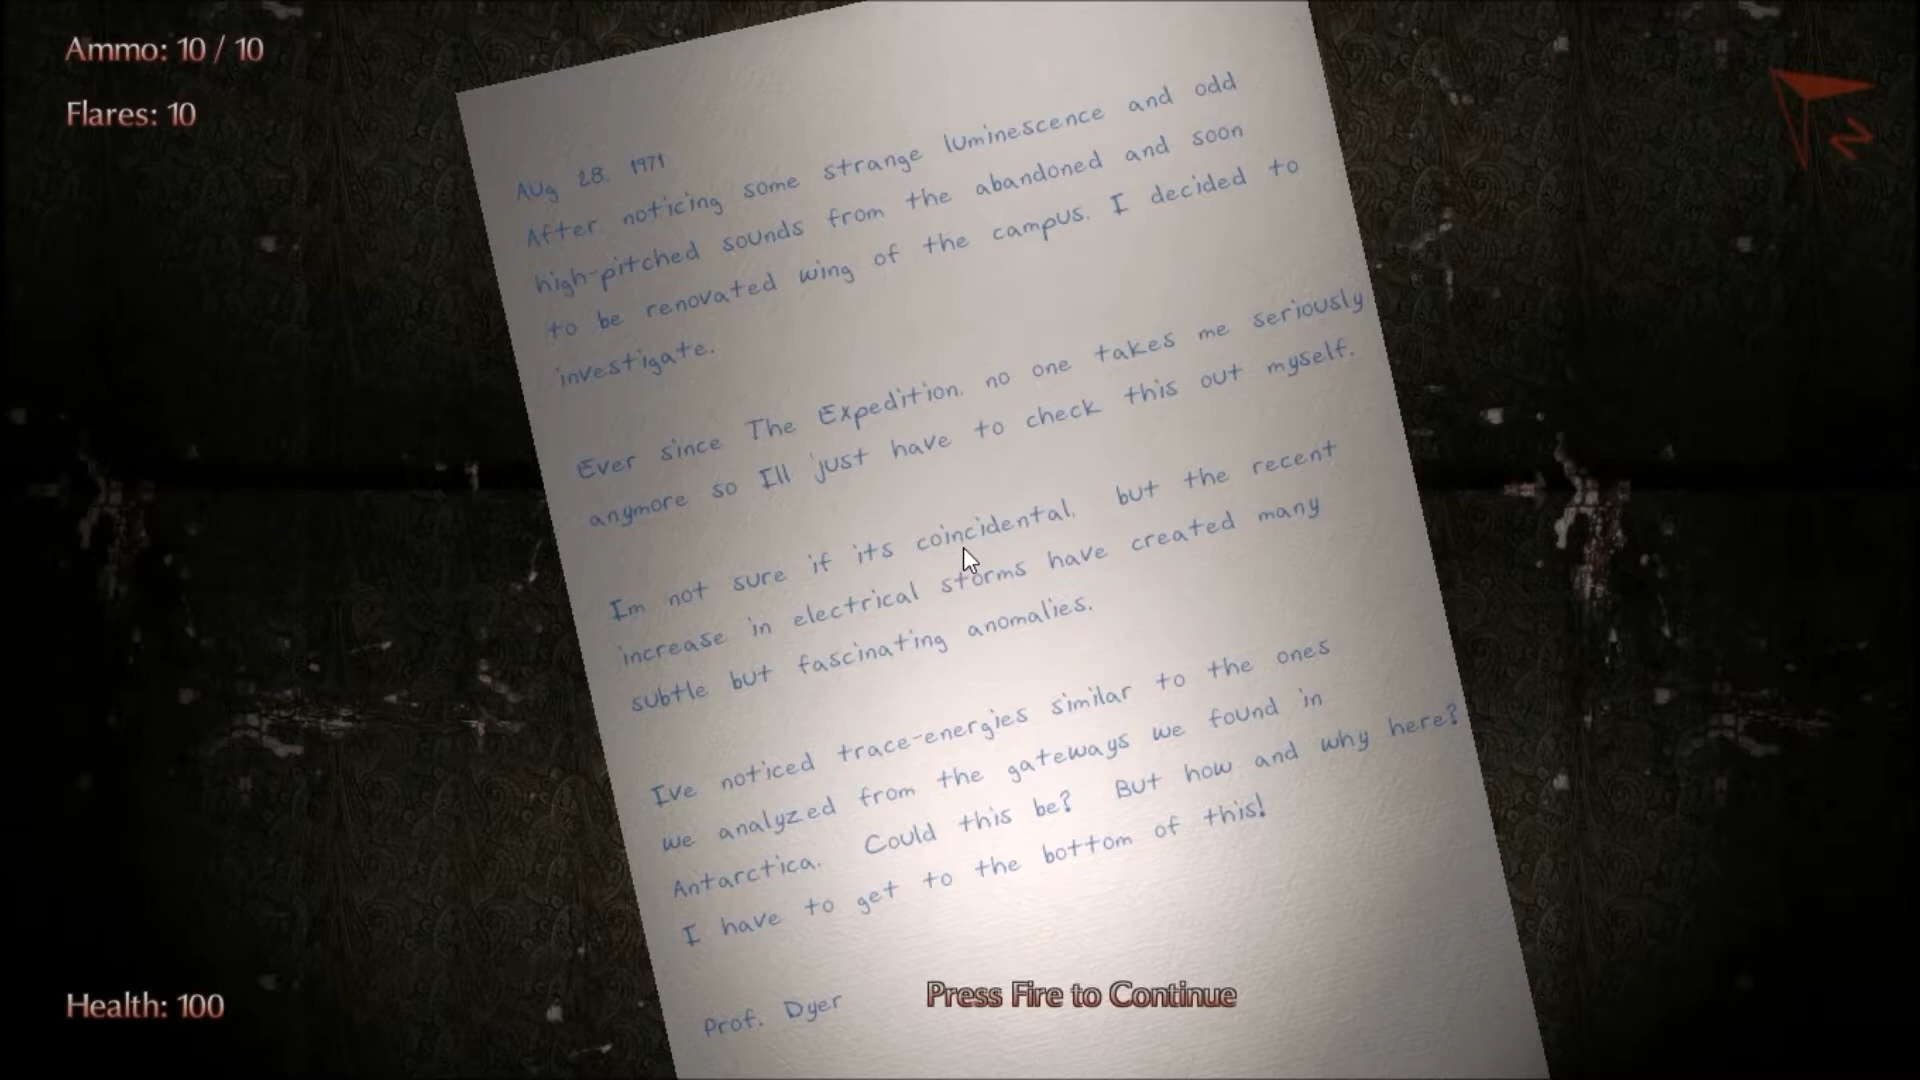 Ammo: 10 / 10
Flares: 10
N
Aug 28, 1971
After noticing some strange luminescence and odd
high-pitched sounds from the abandoned and soon
to be renovated wing of the campus, I decided to
investigate.
Ever since The Expedition, no one takes me seriously
anymore so Ill just have to check this out myself.
Im not sure if its coincidental, but the recent
increase in electrical storms have created many
subtle but fascinating anomalies.
Ive noticed trace-energies similar to the ones
we analyzed from the gateways we found in
Antarctica. Could this be? But how and why here?
I have to get to the bottom of this!
Prof. Dyer
Press Fire to Continue
Health: 100